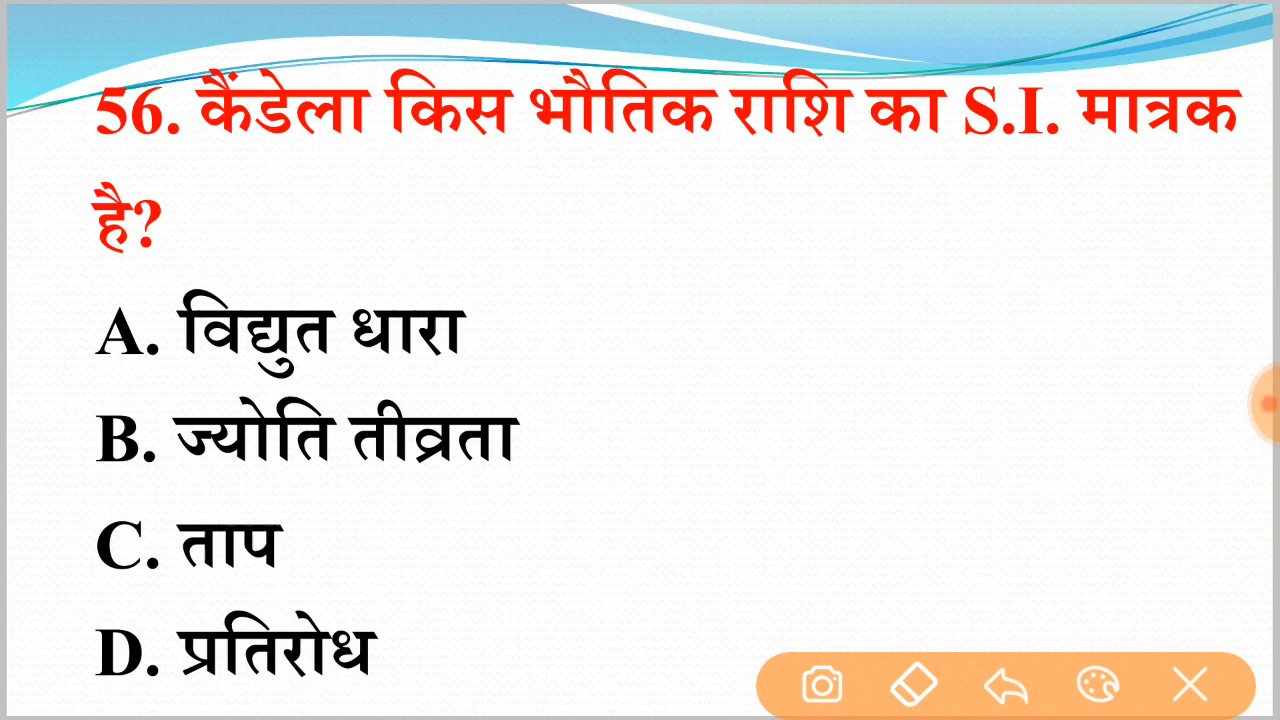 56. कैंडेला किस भौतिक राशि का S.I. मात्रक
है?
A. विद्युत धारा
B. ज्योति तीव्रता
C. ताप
D. प्रतिरोध